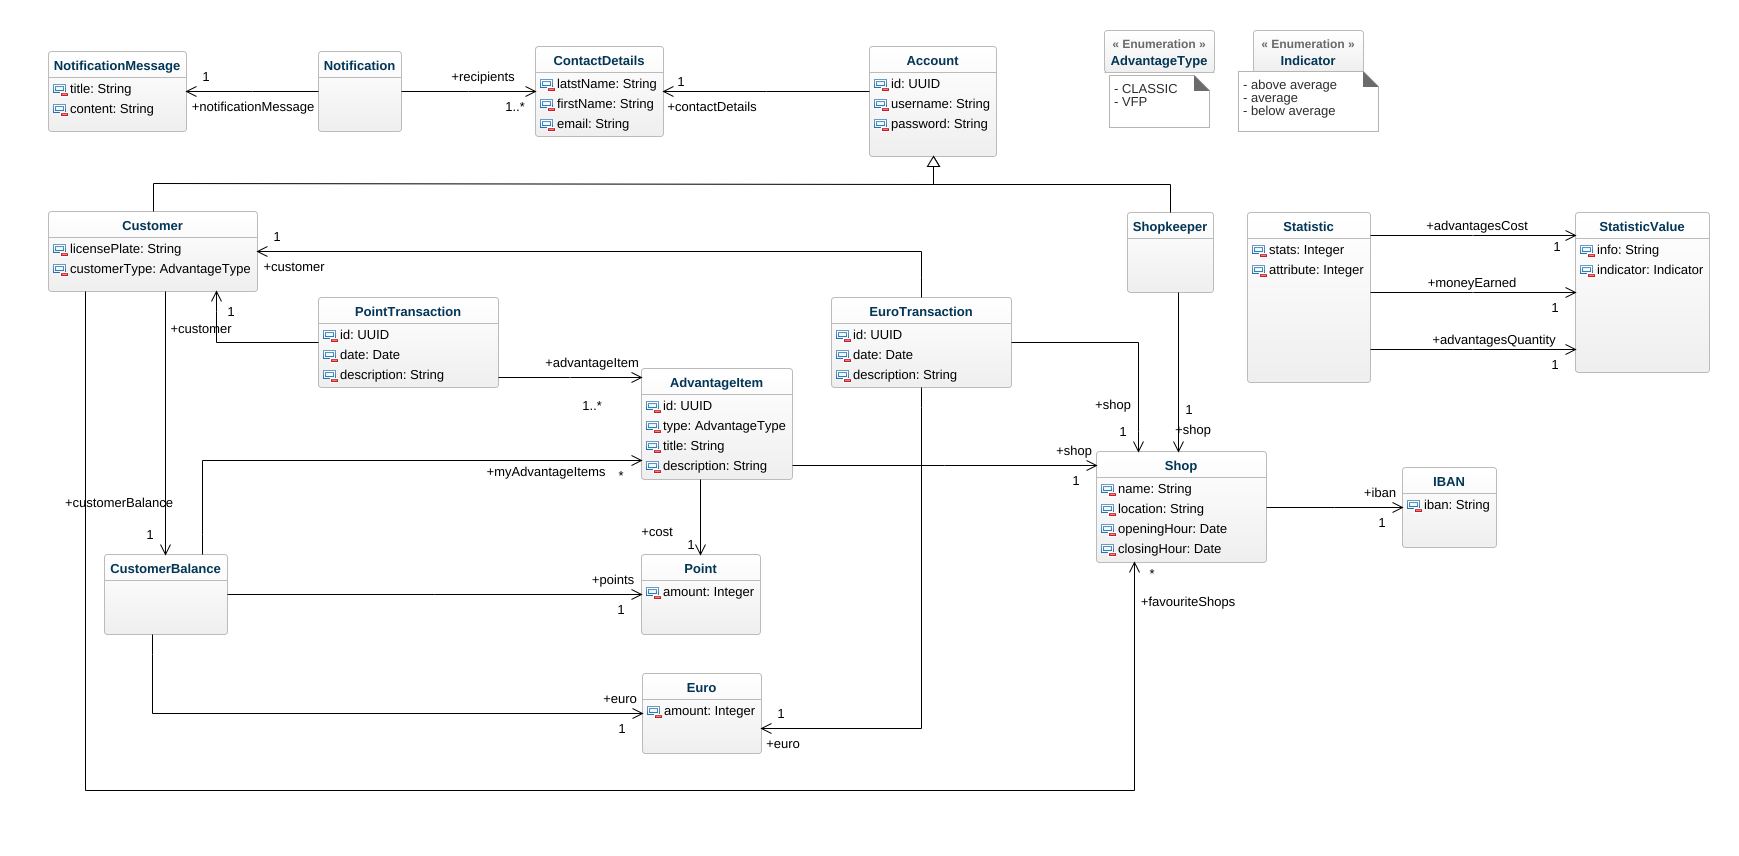 NotificationMessage
title: String
content: String
1
+notificationMessage
Notification
+recipients
1..*
ContactDetails
latstName: String
firstName: String
email: String
1
+contactDetails
Account
id: UUID
username: String
password: String
« Enumeration »
AdvantageType
- CLASSIC
- VFP
« Enumeration »
Indicator
- above average
- average
- below average
Customer
licensePlate: String
customerType: AdvantageType
1
+customer
Shopkeeper
Statistic
stats: Integer
attribute: Integer
+advantagesCost
1
+moneyEarned
1
+advantagesQuantity
1
StatisticValue
info: String
indicator: Indicator
1
+customer
PointTransaction
id: UUID
date: Date
description: String
+advantageItem
1..*
AdvantageItem
id: UUID
type: AdvantageType
title: String
description: String
EuroTransaction
id: UUID
date: Date
description: String
+shop
1
1
+shop
+shop
1
Shop
name: String
location: String
openingHour: Date
closingHour: Date
+iban
1
IBAN
iban: String
+myAdvantageItems
*
+customerBalance
1
+cost
1
CustomerBalance
+points
1
Point
amount: Integer
*
+favouriteShops
+euro
1
Euro
amount: Integer
1
+euro